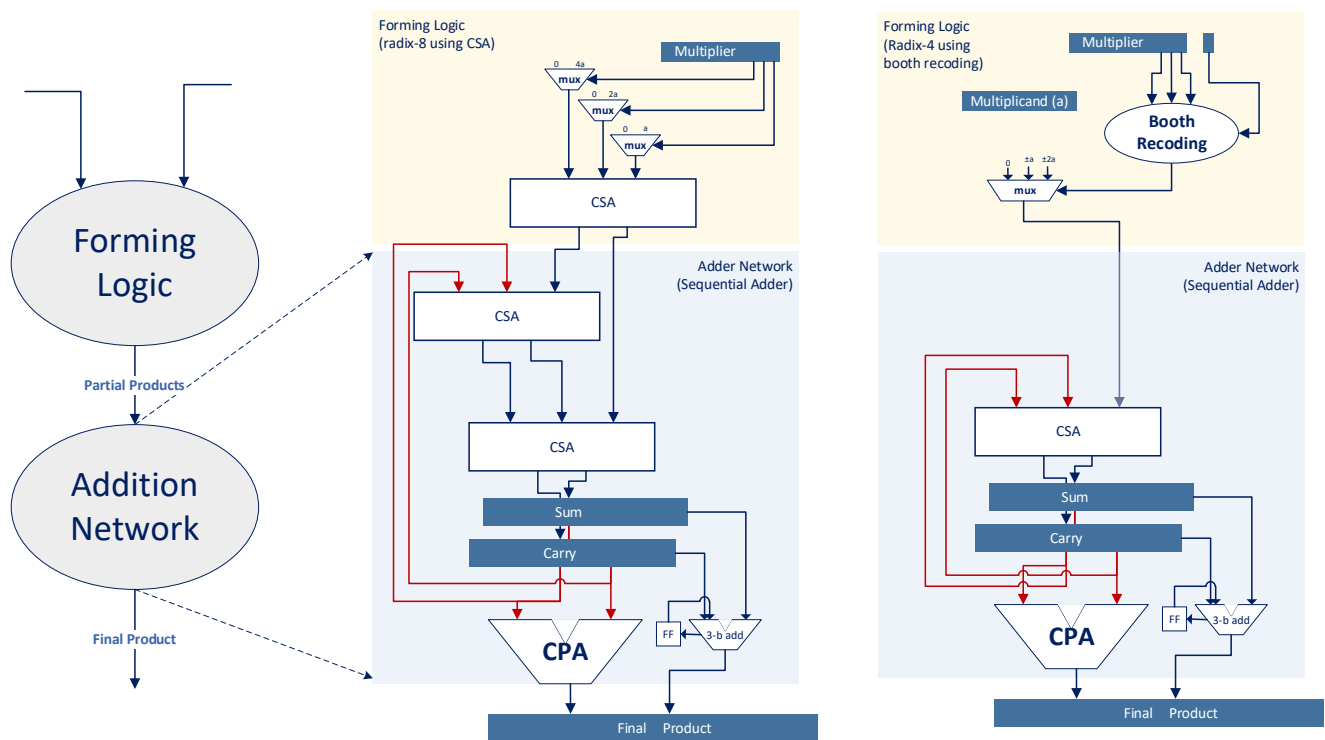 Forming
Logic
Partial Products
Addition
Network
Final Product
Forming Logic
(radix-8 using CSA)
Multiplier
0 4a
mux
0 2a
mux
0 a
mux
CSA
Adder Network
(Sequential Adder)
CSA
CSA
Sum
Carry
CPA
FF
3-b add
Final Product
Forming Logic
(Radix-4 using
booth recoding)
Multiplier
Multiplicand (a)
Booth
Recoding
0 ±a ±2a
mux
Adder Network
(Sequential Adder)
CSA
Sum
Carry
CPA
FF
3-b add
Final Product